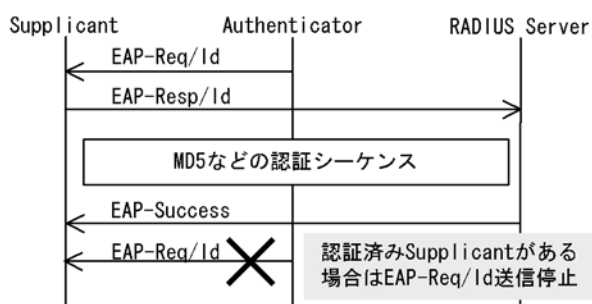 Supplicant Authenticator RADIUS Server
EAP-Req/Id
EAP-Resp/Id
MD5などの認証シーケンス
EAP-Success
EAP-Req/Id
認証済みSupplicantがある
場合はEAP-Req/Id送信停止